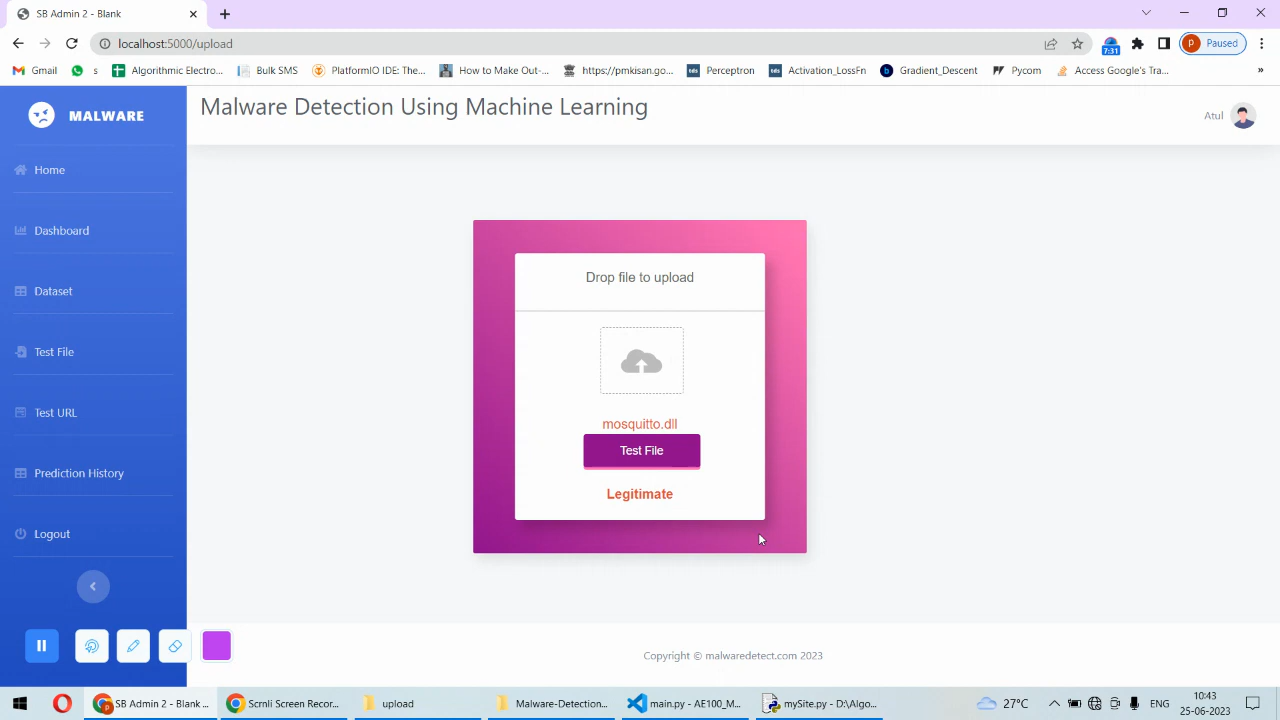 SB Admin 2 - Blank
localhost:5000/upload
7:31
P
Paused
Gmail
s
Algorithmic Electro...
Bulk SMS
PlatformIO IDE: The...
How to Make Out-...
https://pmkisan.go...
tds
Perceptron
tds
Activation_LossFn
b
Gradient_Descent
Pycom
Access Google's Tra...
»
MALWARE
Malware Detection Using Machine Learning
Atul
Home
Dashboard
Dataset
Test File
Test URL
Prediction History
Logout
Drop file to upload
mosquitto.dll
Test File
Legitimate
Copyright © malwaredetect.com 2023
SB Admin 2 - Blank...
Scrnli Screen Recor...
upload
Malware-Detection...
main.py - AE100_M...
mySite.py - D:\Algo...
27°C
ENG
10:43
25-06-2023